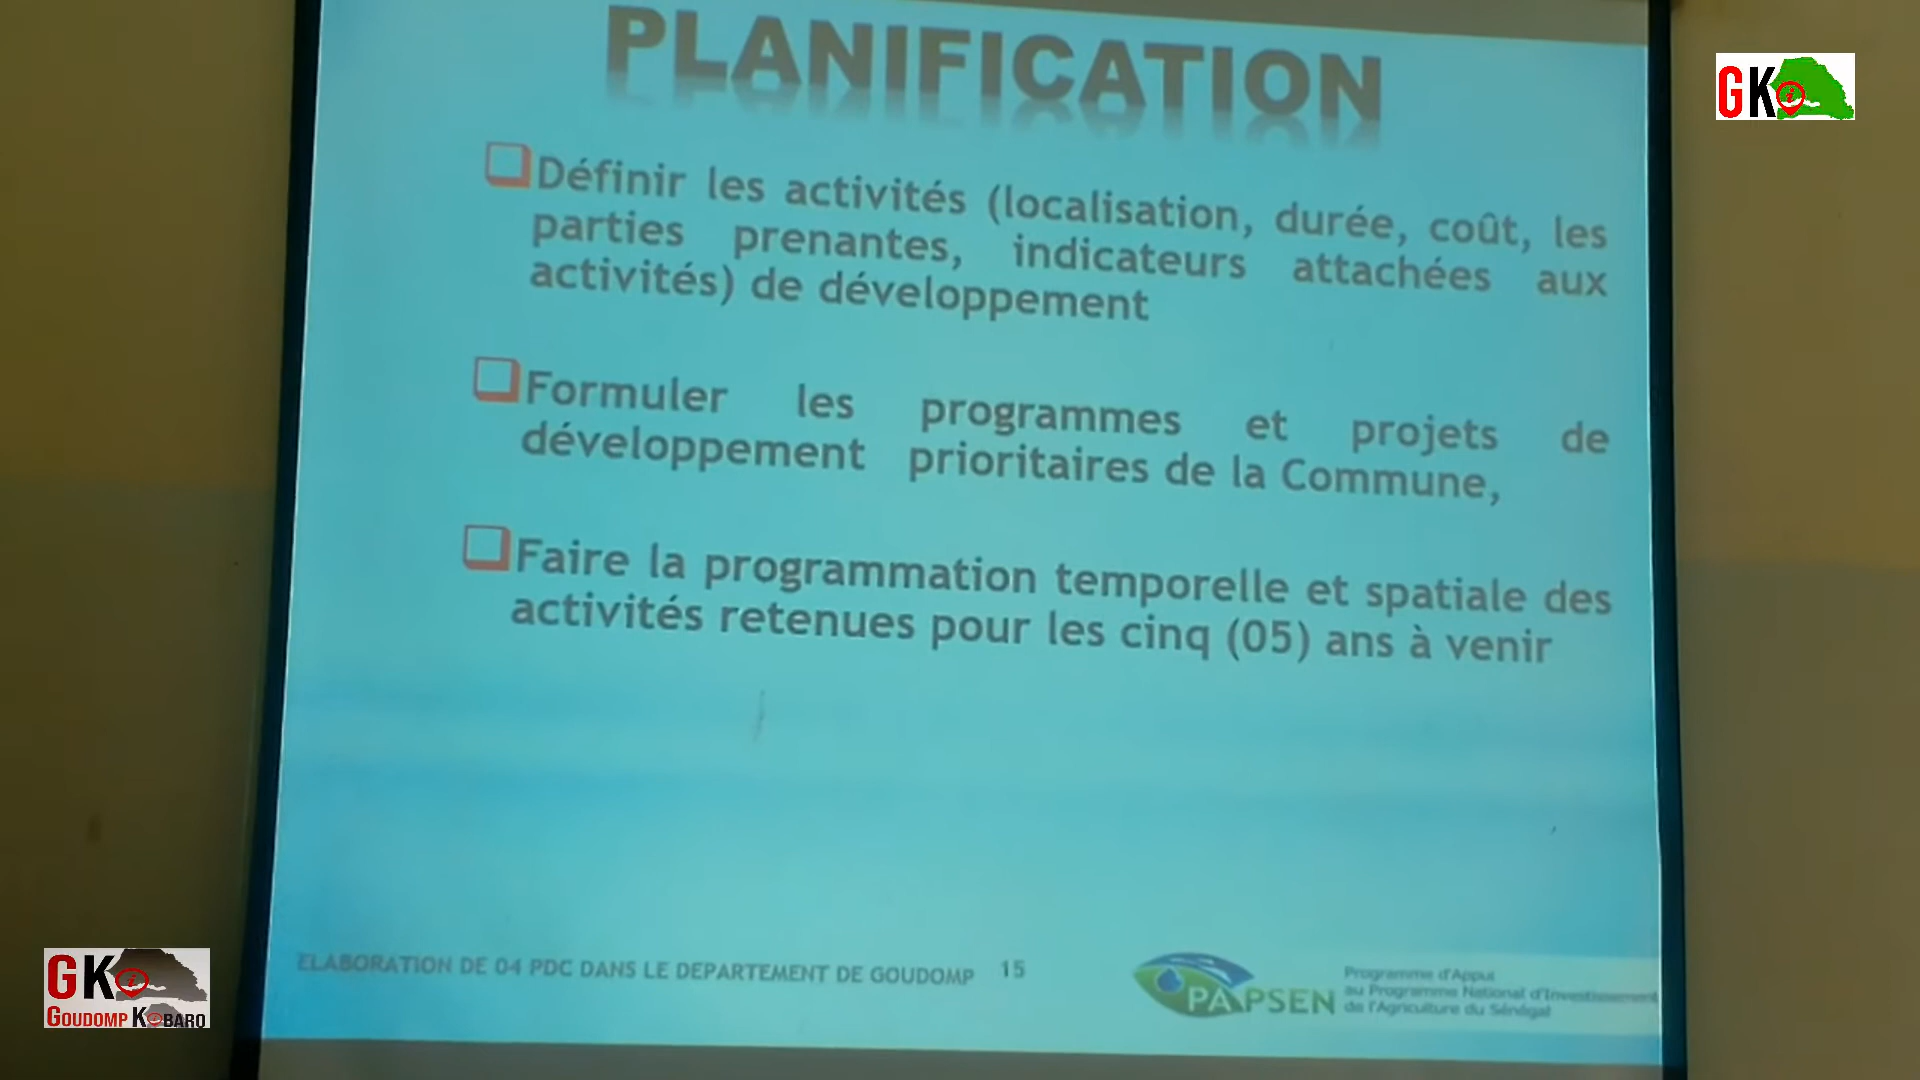 PLANIFICATION
GK
Définir les activités (localisation, durée, coût, les
parties prenantes, indicateurs attachées aux
activités) de développement
Formuler les programmes et projets de
développement prioritaires de la Commune,
Faire la programmation temporelle et spatiale des
activités retenues pour les cinq (05) ans à venir
ELABORATION DE 04 PDC DANS LE DEPARTEMENT DE GOUDOMP 15
PAPSEN
Programme d'Appui
au Programme National d'Investissement
de l'Agriculture du Sénégal
GK
GOUDOMP KOBARO